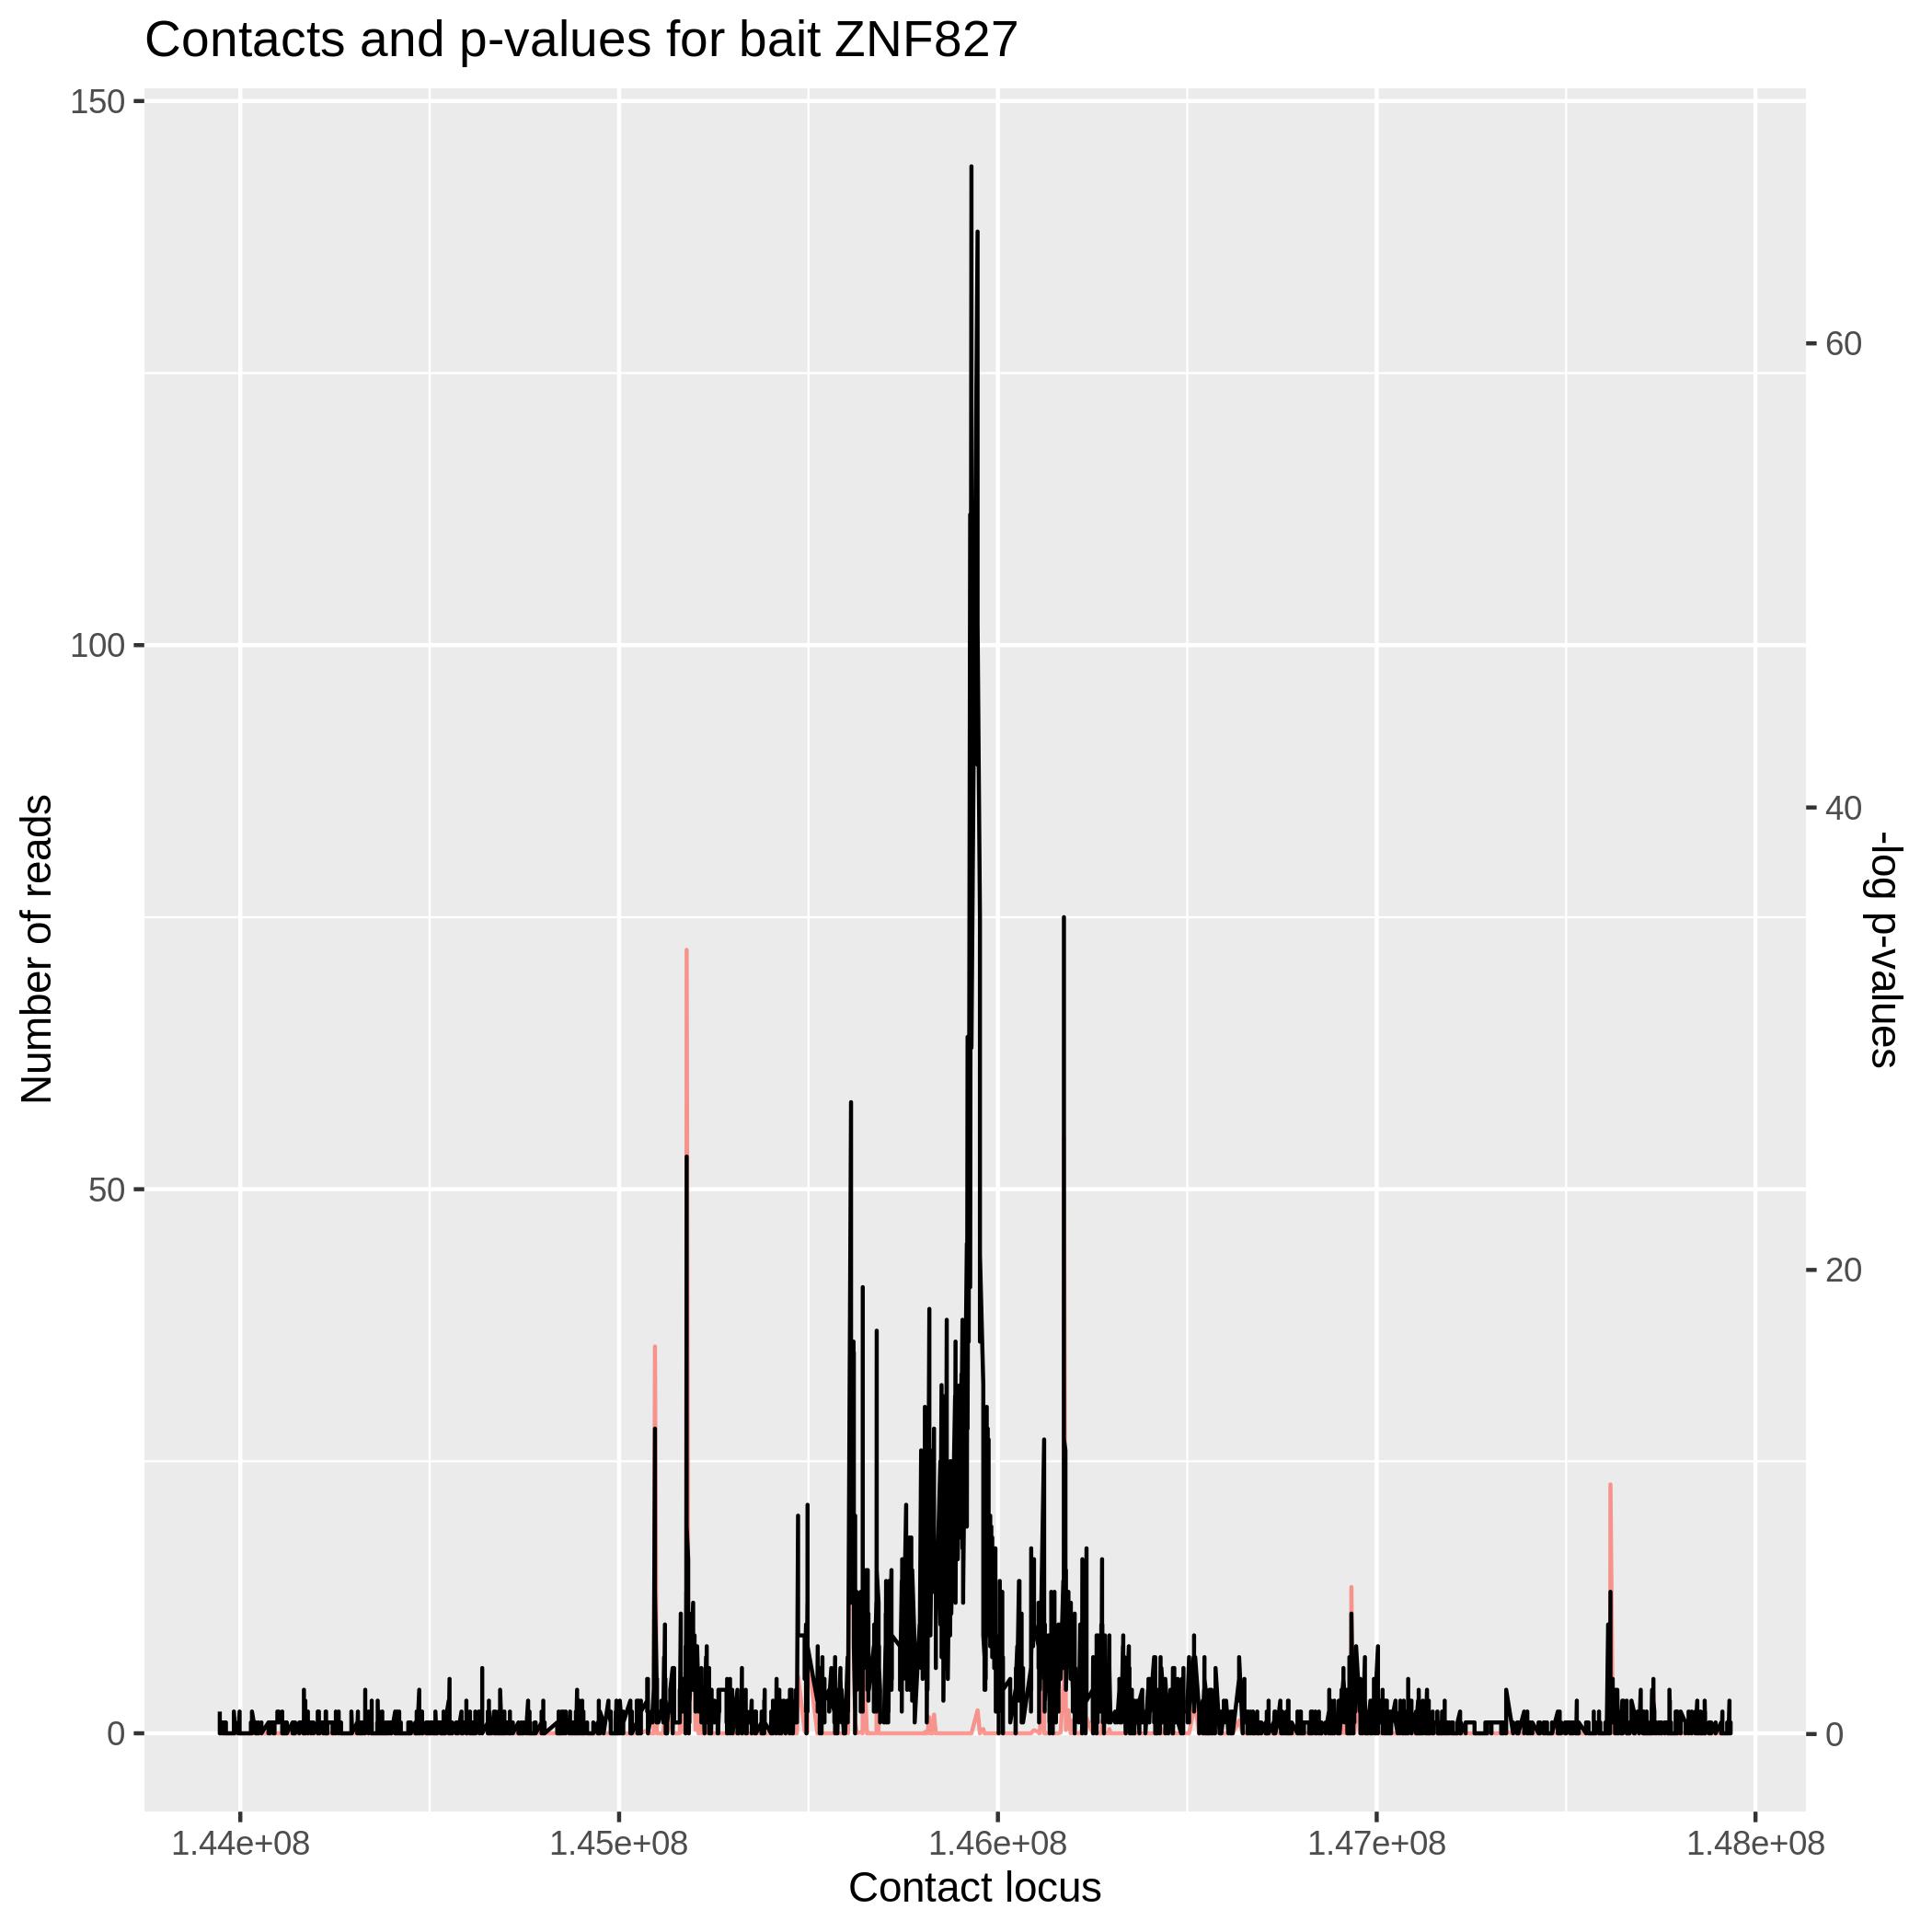 Contacts and p-values for bait ZNF827
150
100
50
0
60
40
20
0
Number of reads
-log p-values
1.44e+08
1.45e+08
1.46e+08
1.47e+08
1.48e+08
Contact locus